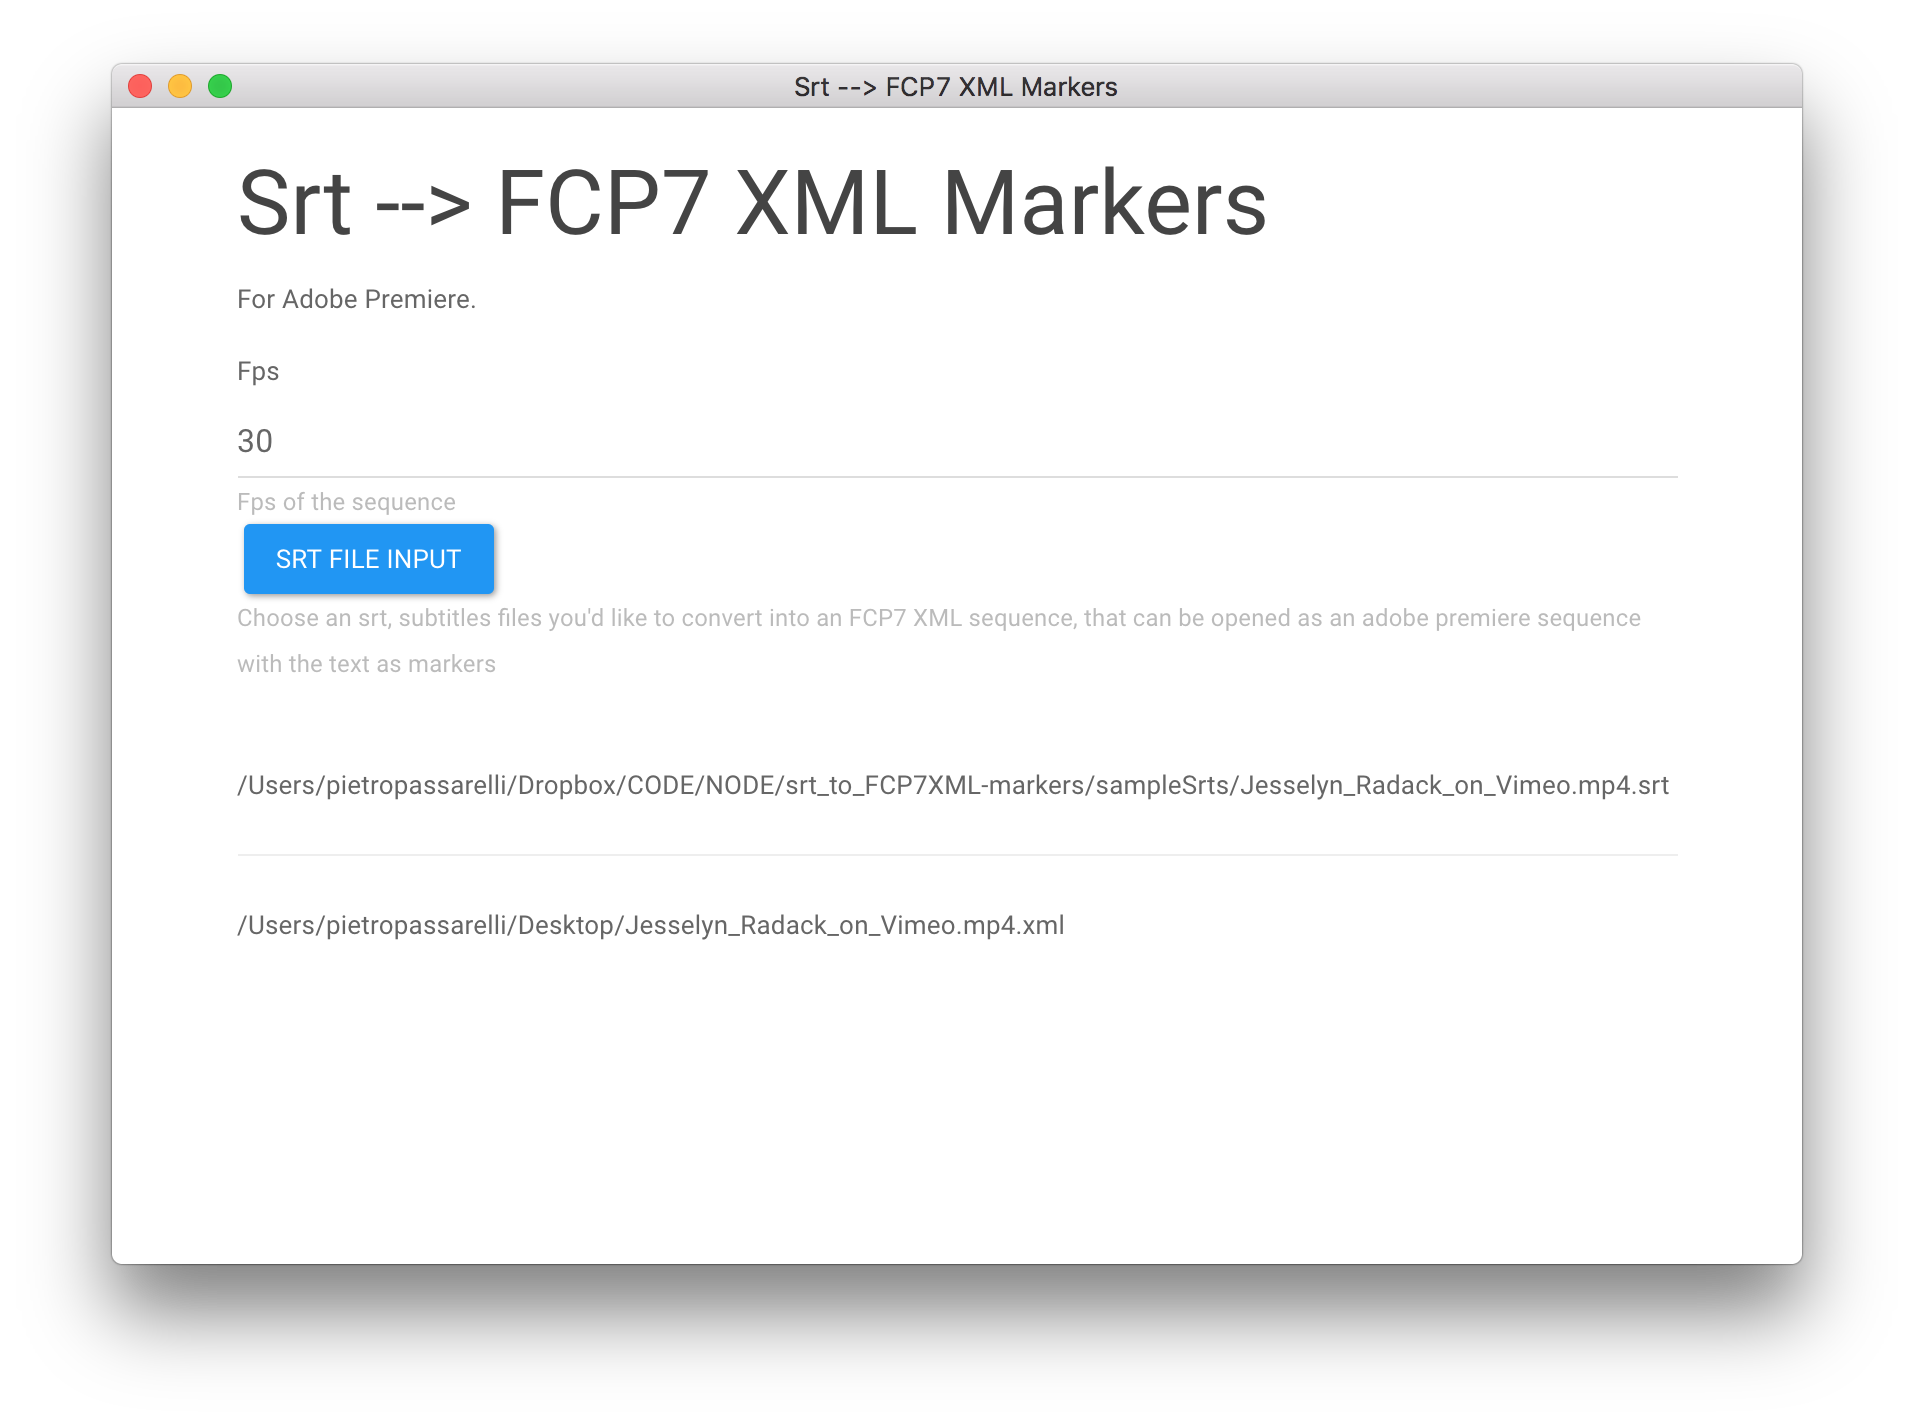 Srt --> FCP7 XML Markers
Srt --> FCP7 XML Markers
For Adobe Premiere.
Fps
30
Fps of the sequence
SRT FILE INPUT
Choose an srt, subtitles files you'd like to convert into an FCP7 XML sequence, that can be opened as an adobe premiere sequence
with the text as markers
/Users/pietropassarelli/Dropbox/CODE/NODE/srt_to_FCP7XML-markers/sampleSrts/Jesselyn_Radack_on_Vimeo.mp4.srt
/Users/pietropassarelli/Desktop/Jesselyn_Radack_on_Vimeo.mp4.xml